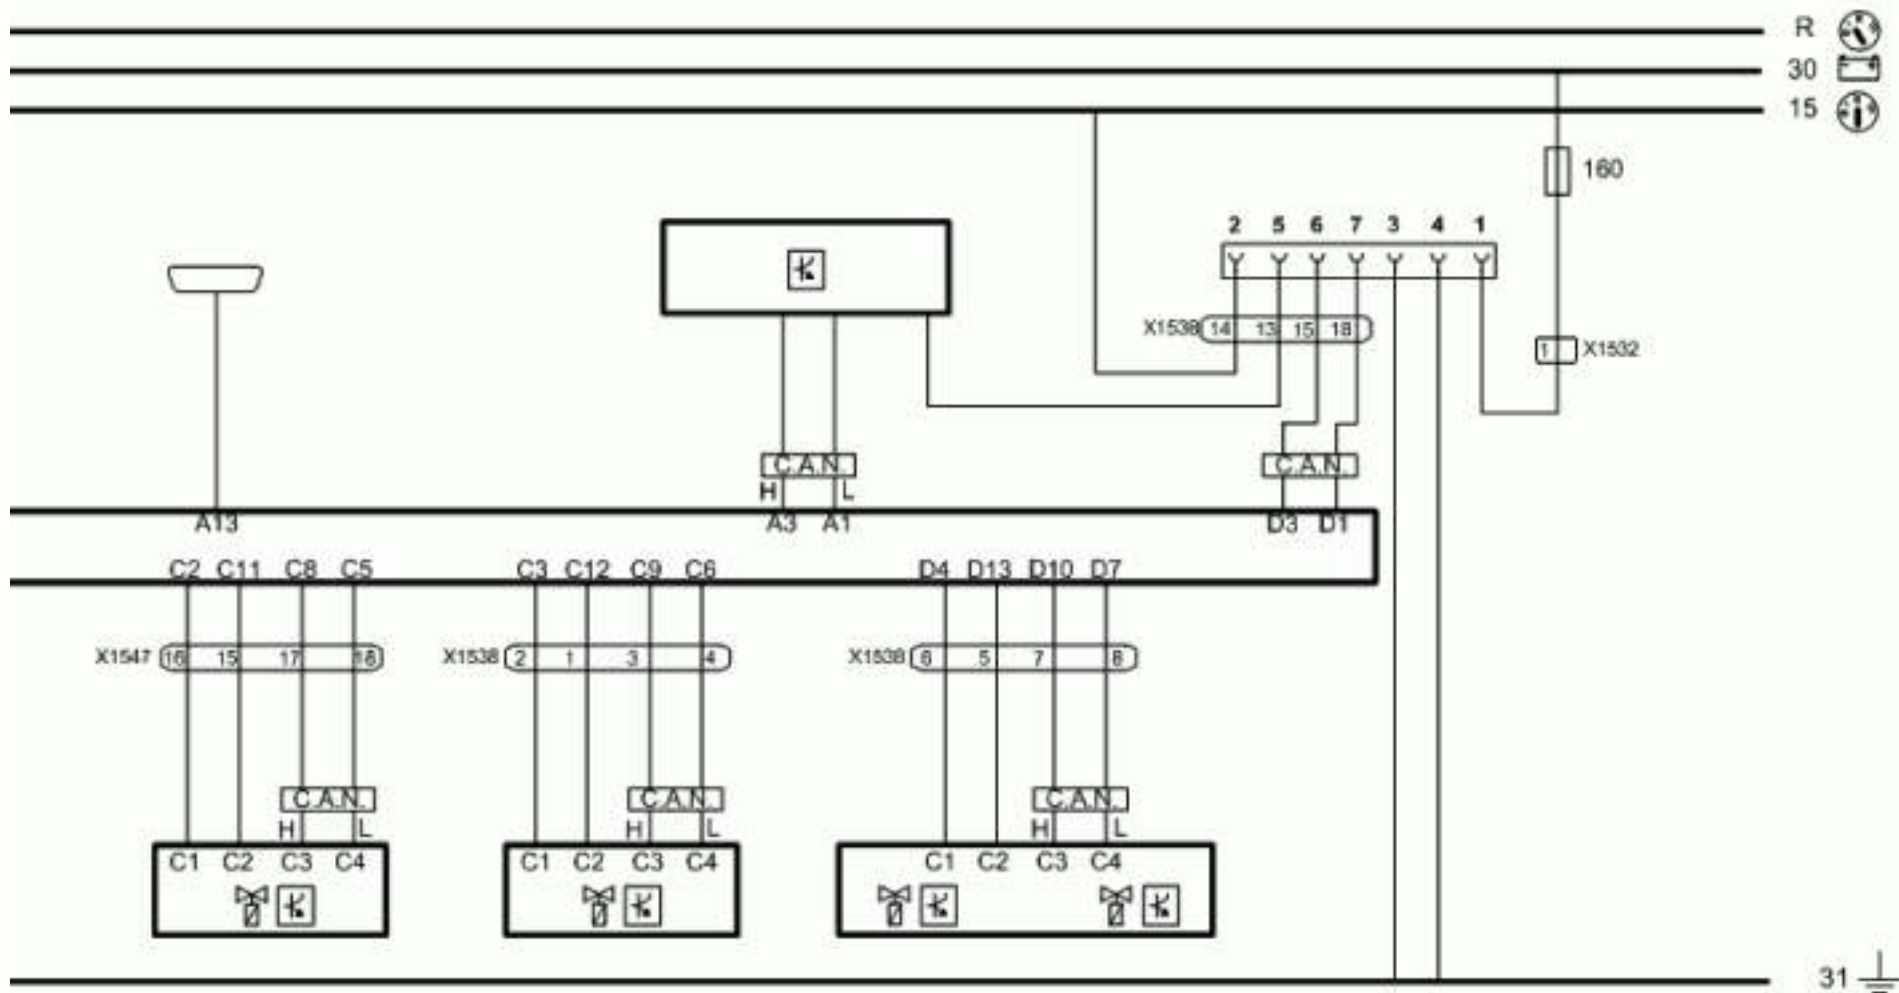 R
30
15
160
2 5 6 7 3 4 1
X1538 14 13 15 18
1 X1532
C.A.N. C.A.N.
H L
A13 A3 A1 D3 D1
C2 C11 C8 C5 C3 C12 C9 C6 D4 D13 D10 D7
X1547 16 15 17 18 X1538 2 1 3 4 X1538 6 5 7 8
C.A.N. C.A.N. C.A.N.
H L H L H L
C1 C2 C3 C4 C1 C2 C3 C4 C1 C2 C3 C4
31